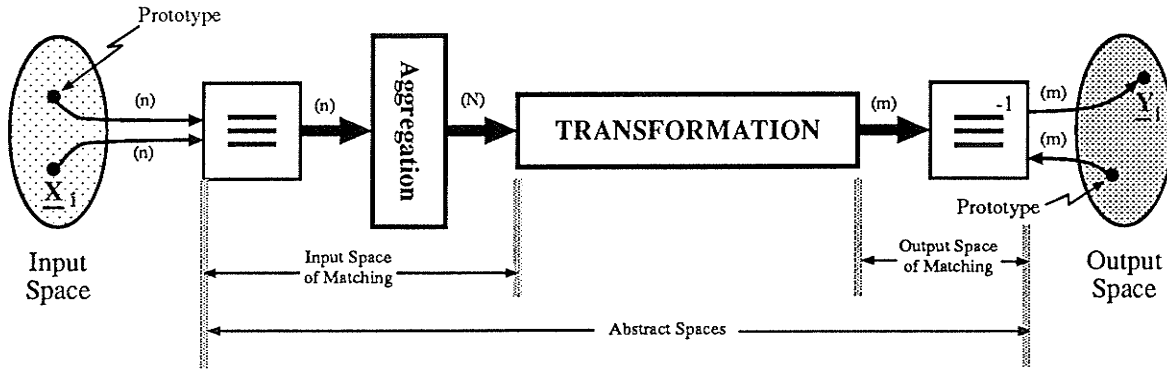 Prototype
(n)
(n)
X i
Input
Space
≡
(n)
Aggregation
(N)
TRANSFORMATION
(m)
≡ -1
(m)
(m)
Y i
Prototype
Output
Space
Input Space
of Matching
Output Space
of Matching
Abstract Spaces